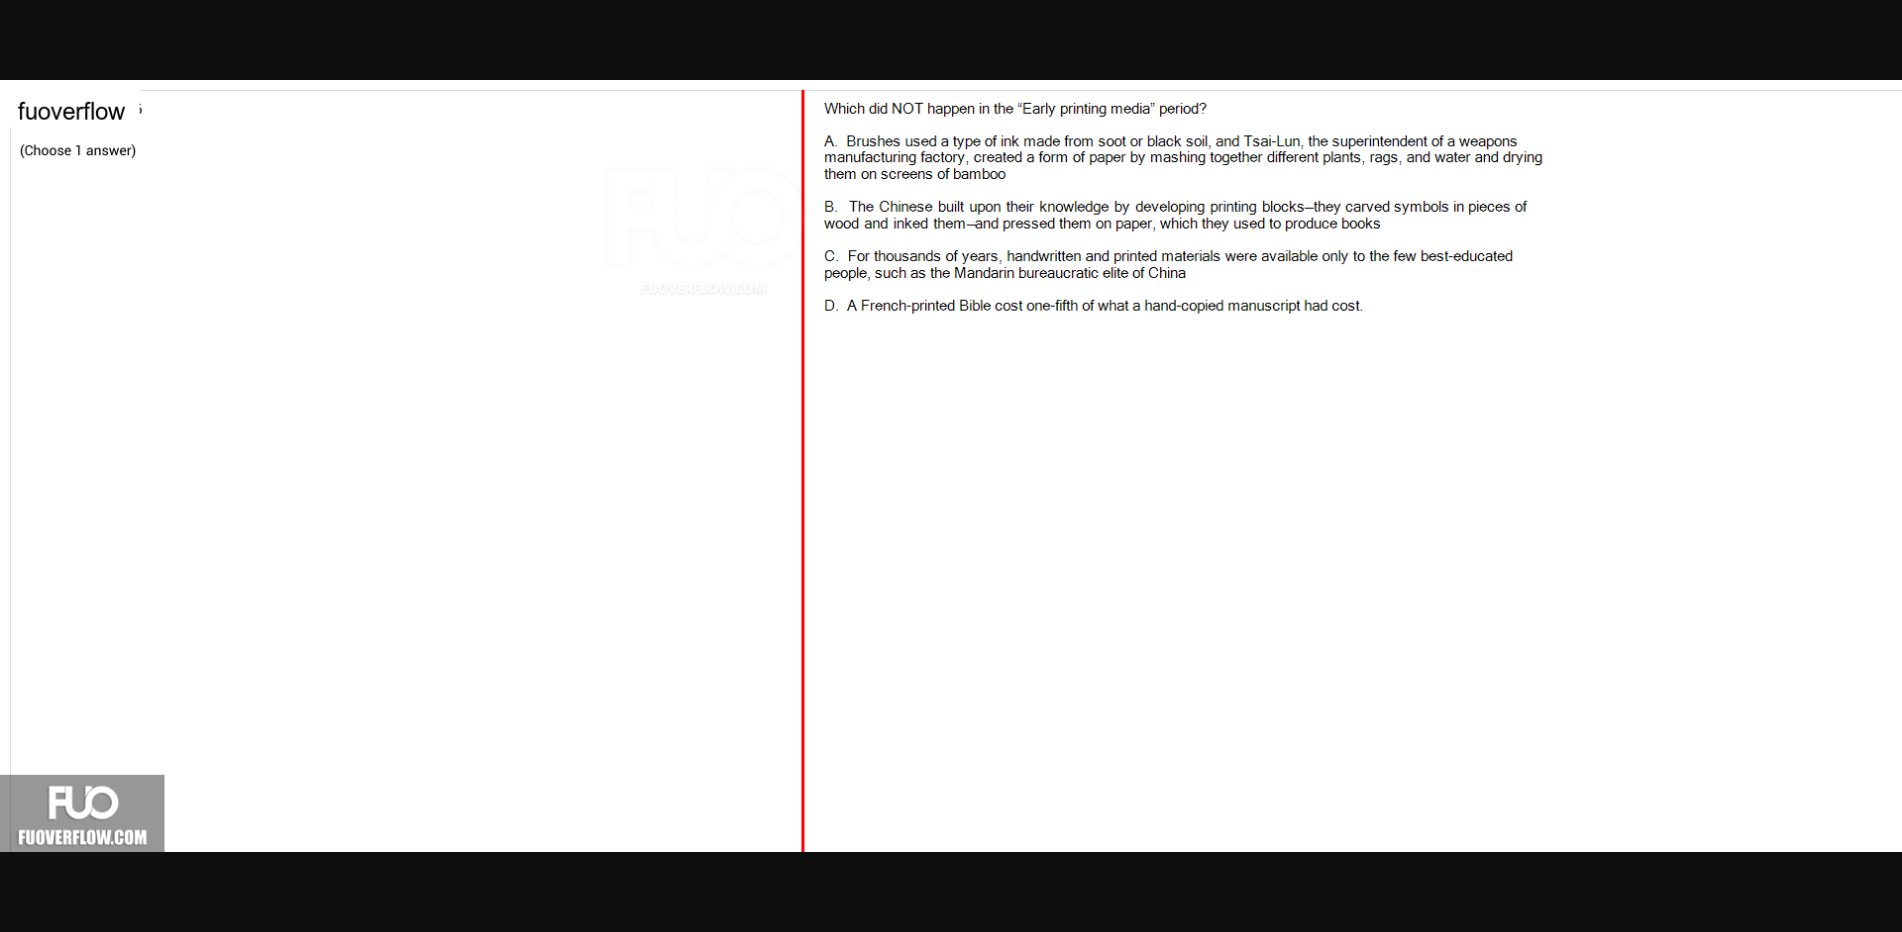 fuoverflow
(Choose 1 answer)
FUO
FUOVERFLOW.COM
Which did NOT happen in the “Early printing media” period?
A. Brushes used a type of ink made from soot or black soil, and Tsai-Lun, the superintendent of a weapons
manufacturing factory, created a form of paper by mashing together different plants, rags, and water and drying
them on screens of bamboo
B. The Chinese built upon their knowledge by developing printing blocks–they carved symbols in pieces of
wood and inked them–and pressed them on paper, which they used to produce books
C. For thousands of years, handwritten and printed materials were available only to the few best-educated
people, such as the Mandarin bureaucratic elite of China
D. A French-printed Bible cost one-fifth of what a hand-copied manuscript had cost.
FUO
FUOVERFLOW.COM